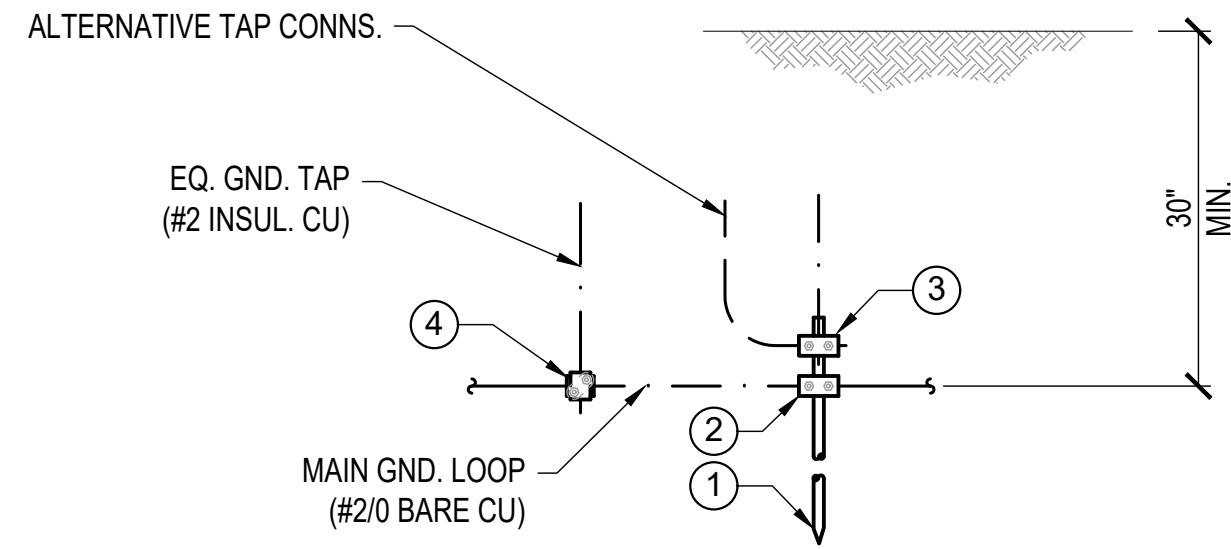 ALTERNATIVE TAP CONNS.
EQ. GND. TAP
(#2 INSUL. CU)
30"
MIN.
3
4
2
MAIN GND. LOOP
(#2/0 BARE CU)
1